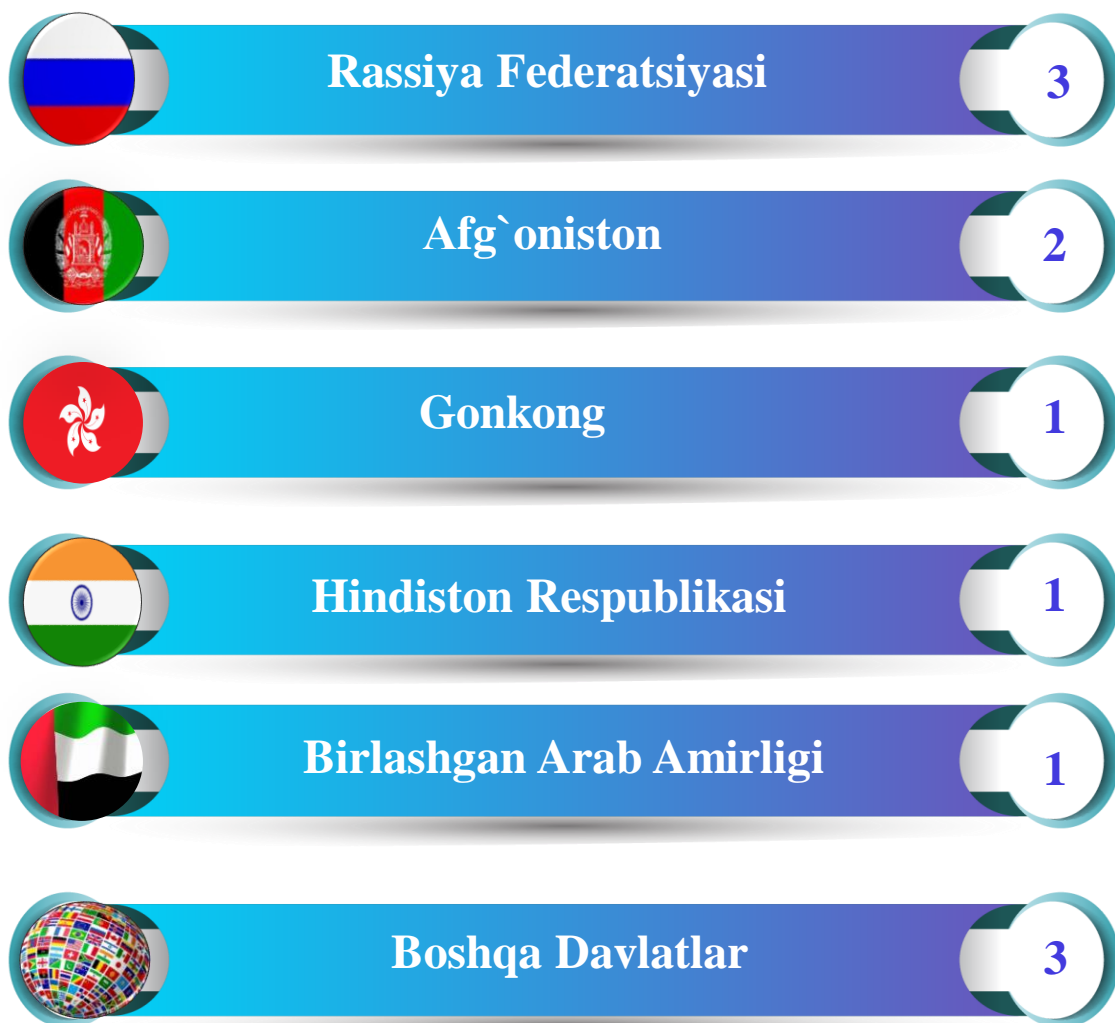 Rassiya Federatsiyasi 3
Afg`oniston 2
Gonkong 1
Hindiston Respublikasi 1
Birlashgan Arab Amirligi 1
Boshqa Davlatlar 3